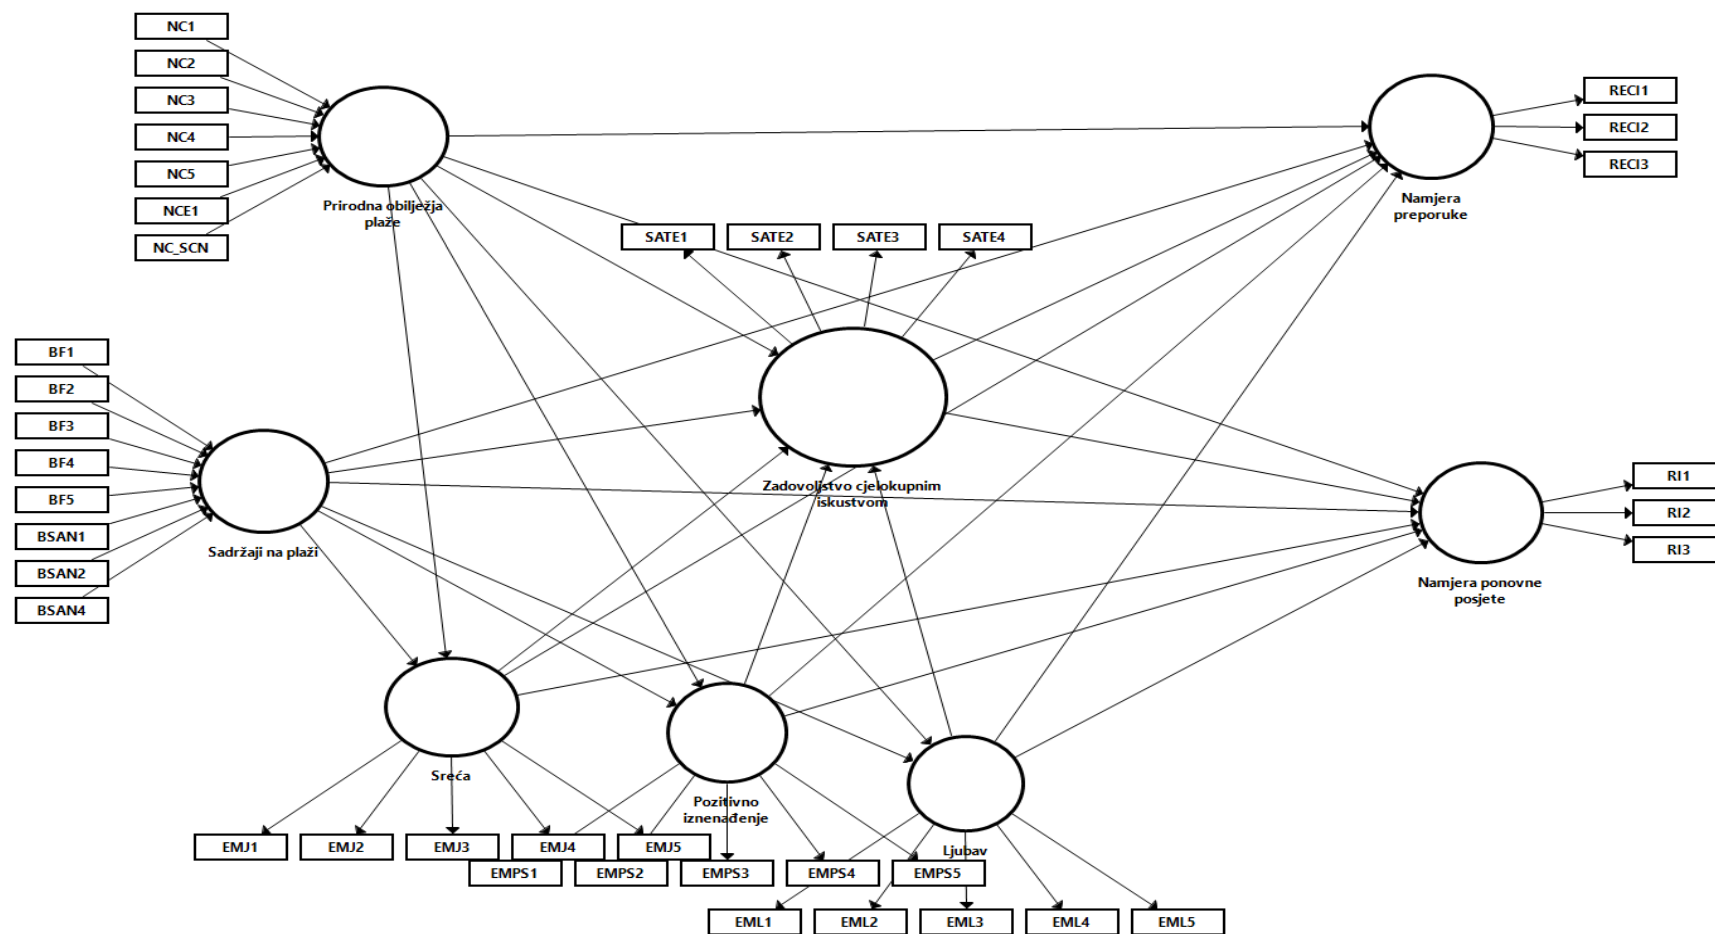 NC1
NC2
NC3
NC4
NC5
NCE1
NC_SCN
Prirodna obilježja
plaže
RECI1
RECI2
RECI3
Namjera
preporuke
SATE1
SATE2
SATE3
SATE4
Zadovoljstvo cjelokupnim
iskustvom
BF1
BF2
BF3
BF4
BF5
BSAN1
BSAN2
BSAN4
Sadržaji na plaži
RI1
RI2
RI3
Namjera ponovne
posjete
Sreća
Pozitivno
iznenađenje
Ljubav
EMJ1
EMJ2
EMJ3
EMJ4
EMJ5
EMPS1
EMPS2
EMPS3
EMPS4
EMPS5
EML1
EML2
EML3
EML4
EML5